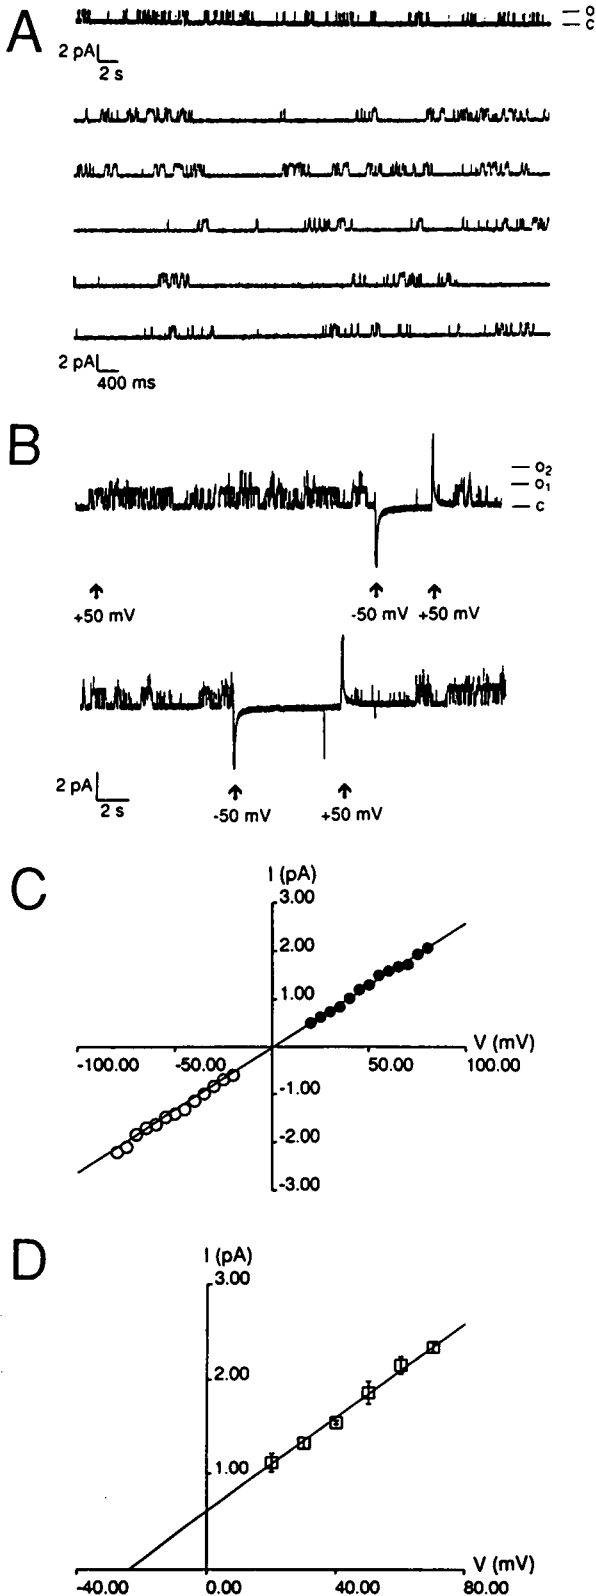 A
o
c
2 pA
2 s
2 pA
400 ms
B
o2
o1
c
+50 mV
-50 mV
+50 mV
2 pA
2 s
-50 mV
+50 mV
C
I (pA)
3.00
2.00
1.00
V (mV)
-100.00
-50.00
50.00
100.00
-1.00
-2.00
-3.00
D
I (pA)
3.00
2.00
1.00
V (mV)
-40.00
0.00
40.00
80.00